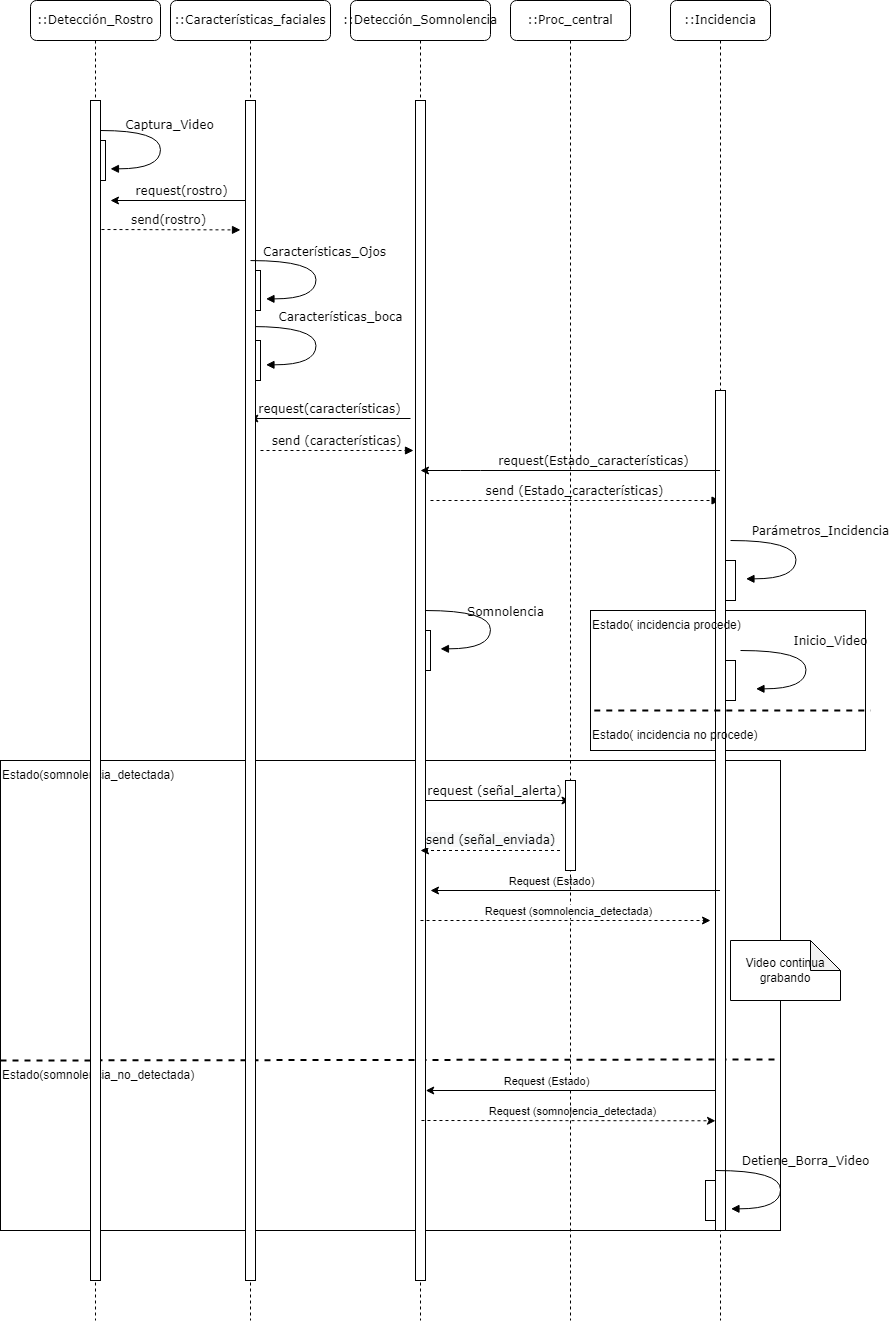 ::Detección_Rostro
::Características_faciales
::Detección_Somnolencia
::Proc_central
::Incidencia
Captura_Video
request(rostro)
send(rostro)
Características_Ojos
Características_boca
request(características)
send (características)
request(Estado_características)
send (Estado_características)
Parámetros_Incidencia
Somnolencia
Estado( incidencia procede)
Inicio_Video
Estado( incidencia no procede)
Estado(somnolencia_detectada)
request (señal_alerta)
send (señal_enviada)
Request (Estado)
Request (somnolencia_detectada)
Video continua
grabando
Estado(somnolencia_no_detectada)
Request (Estado)
Request (somnolencia_detectada)
Detiene_Borra_Video